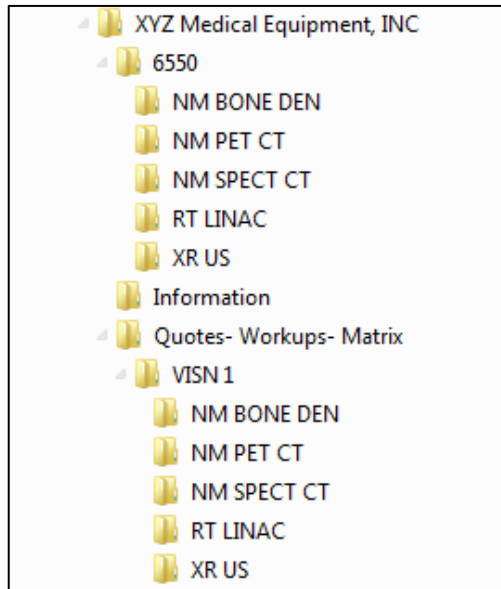 XYZ Medical Equipment, INC
6550
NM BONE DEN
NM PET CT
NM SPECT CT
RT LINAC
XR US
Information
Quotes- Workups- Matrix
VISN 1
NM BONE DEN
NM PET CT
NM SPECT CT
RT LINAC
XR US